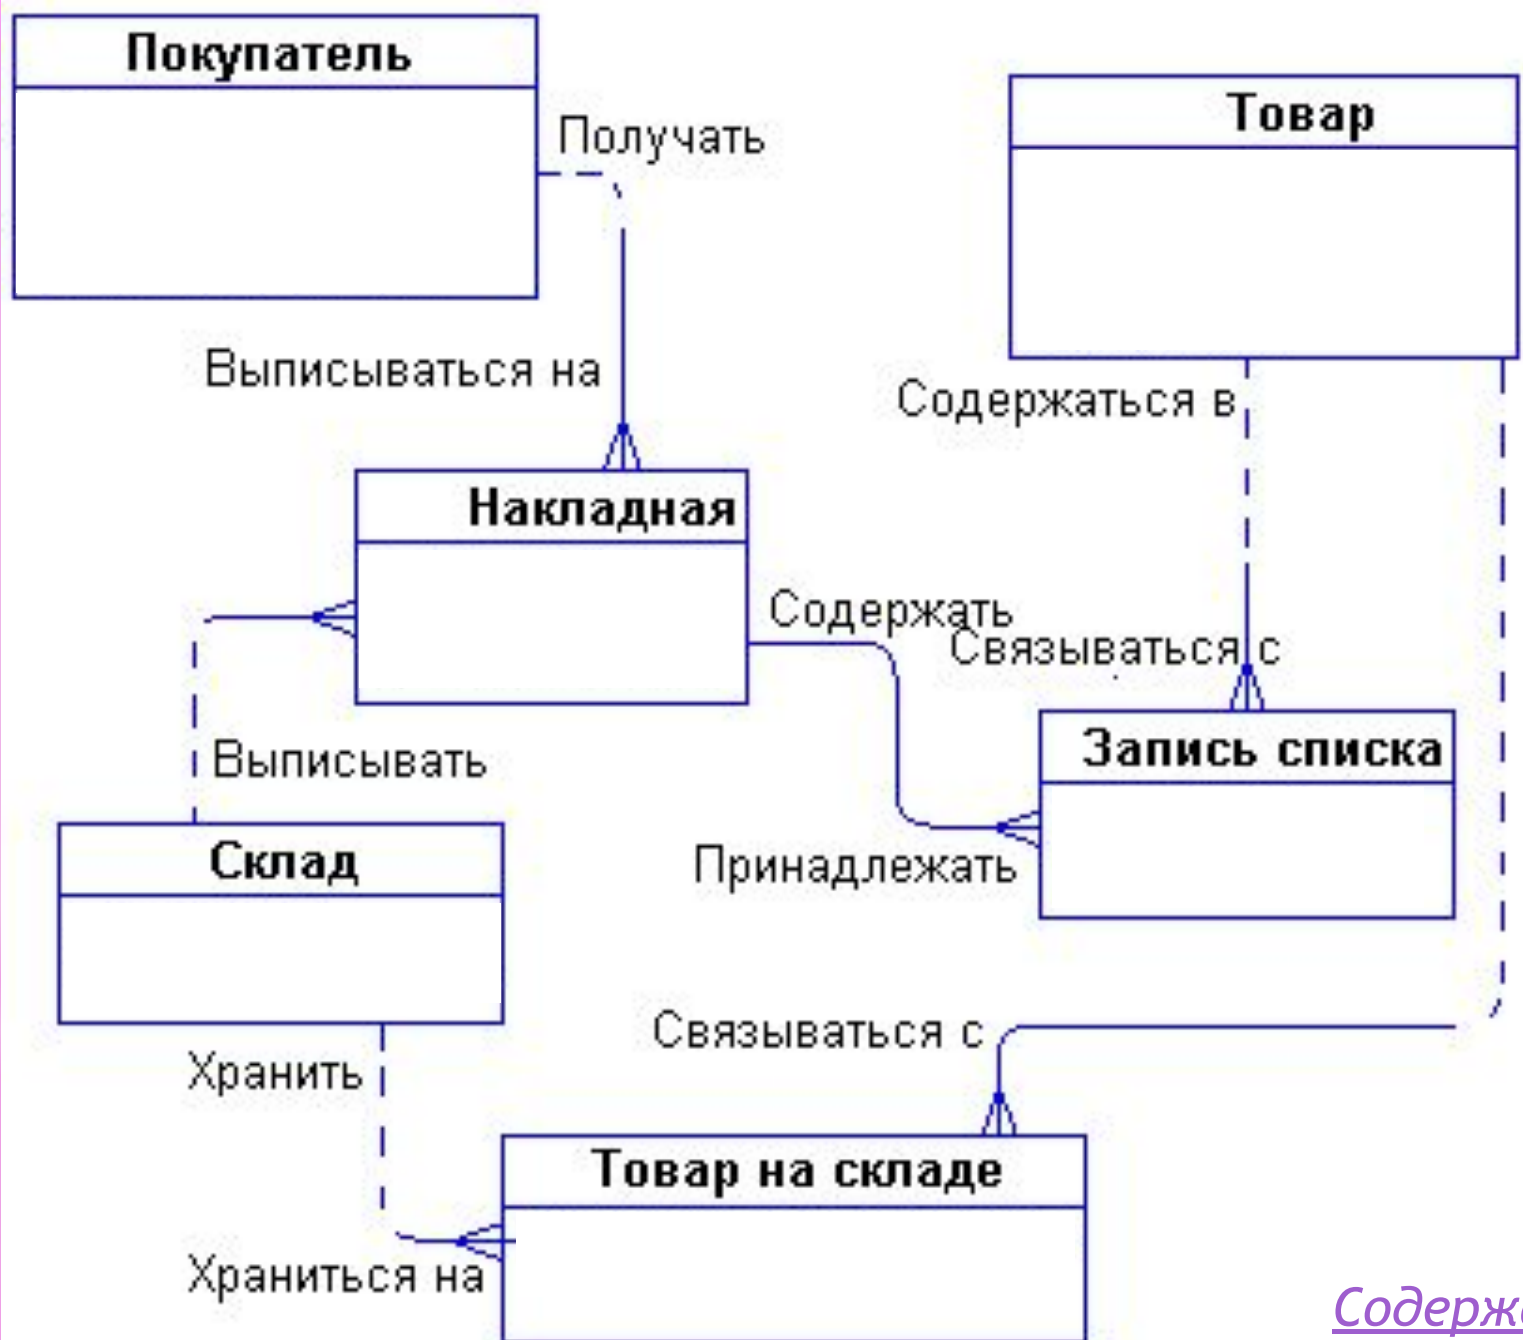 Покупатель
Товар
Получать
Выписываться на
Содержаться в
Накладная
Содержать
Связываться с
Запись списка
Выписывать
Принадлежать
Склад
Связываться с
Хранить
Товар на складе
Храниться на